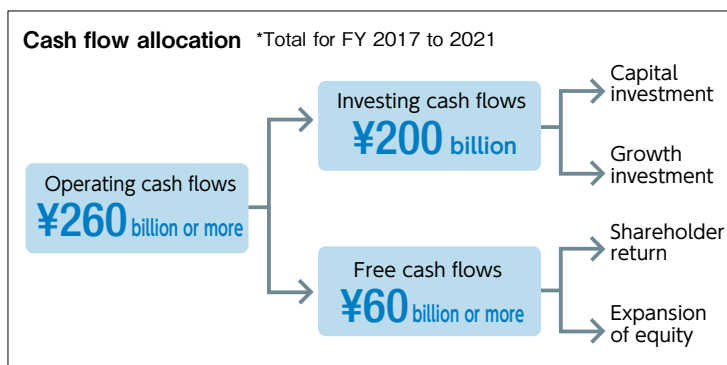 Cash flow allocation *Total for FY 2017 to 2021
Operating cash flows
¥260 billion or more
Investing cash flows
¥200 billion
Capital
investment
Growth
investment
Free cash flows
¥60 billion or more
Shareholder
return
Expansion
of equity